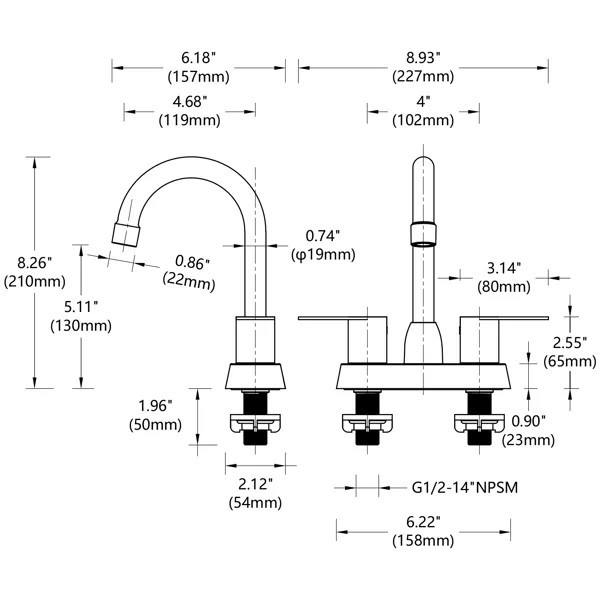 6.18"
(157mm)
8.93"
(227mm)
4.68"
(119mm)
4"
(102mm)
8.26"
(210mm)
5.11"
(130mm)
0.86"
(22mm)
0.74"
(φ19mm)
3.14"
(80mm)
2.55"
(65mm)
1.96"
(50mm)
0.90"
(23mm)
2.12"
(54mm)
G1/2-14"NPSM
6.22"
(158mm)